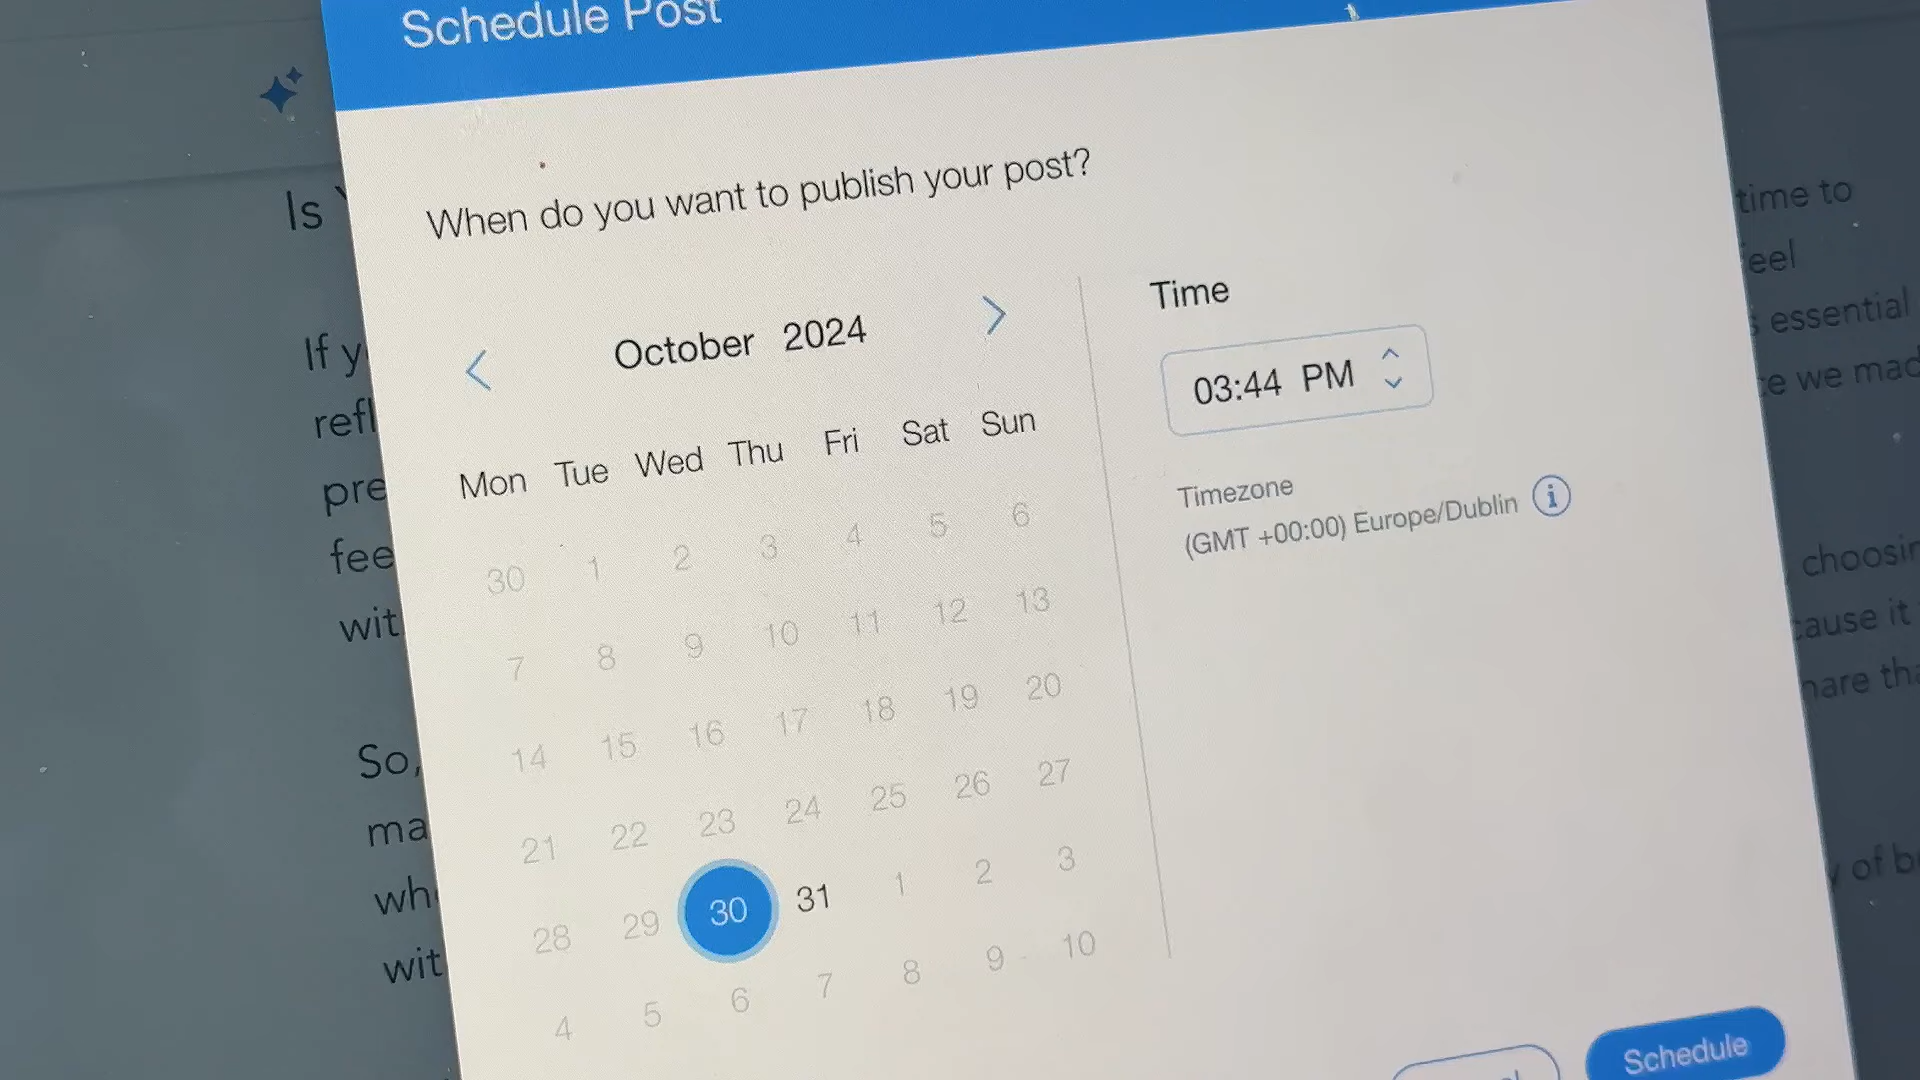 Schedule Post
When do you want to publish your post?
October 2024
Mon Tue Wed Thu Fri Sat Sun
30 1 2 3 4 5 6
7 8 9 10 11 12 13
14 15 16 17 18 19 20
21 22 23 24 25 26 27
28 29 30 31 1 2 3
4 5 6 7 8 9 10
Time
03:44 PM
Timezone
(GMT +00:00) Europe/Dublin
Schedule
Is
If y
refl
pre
fee
wit
So,
ma
wh
wit
time to
eel
essential
e we mad
choosin
cause it
hare tha
of b